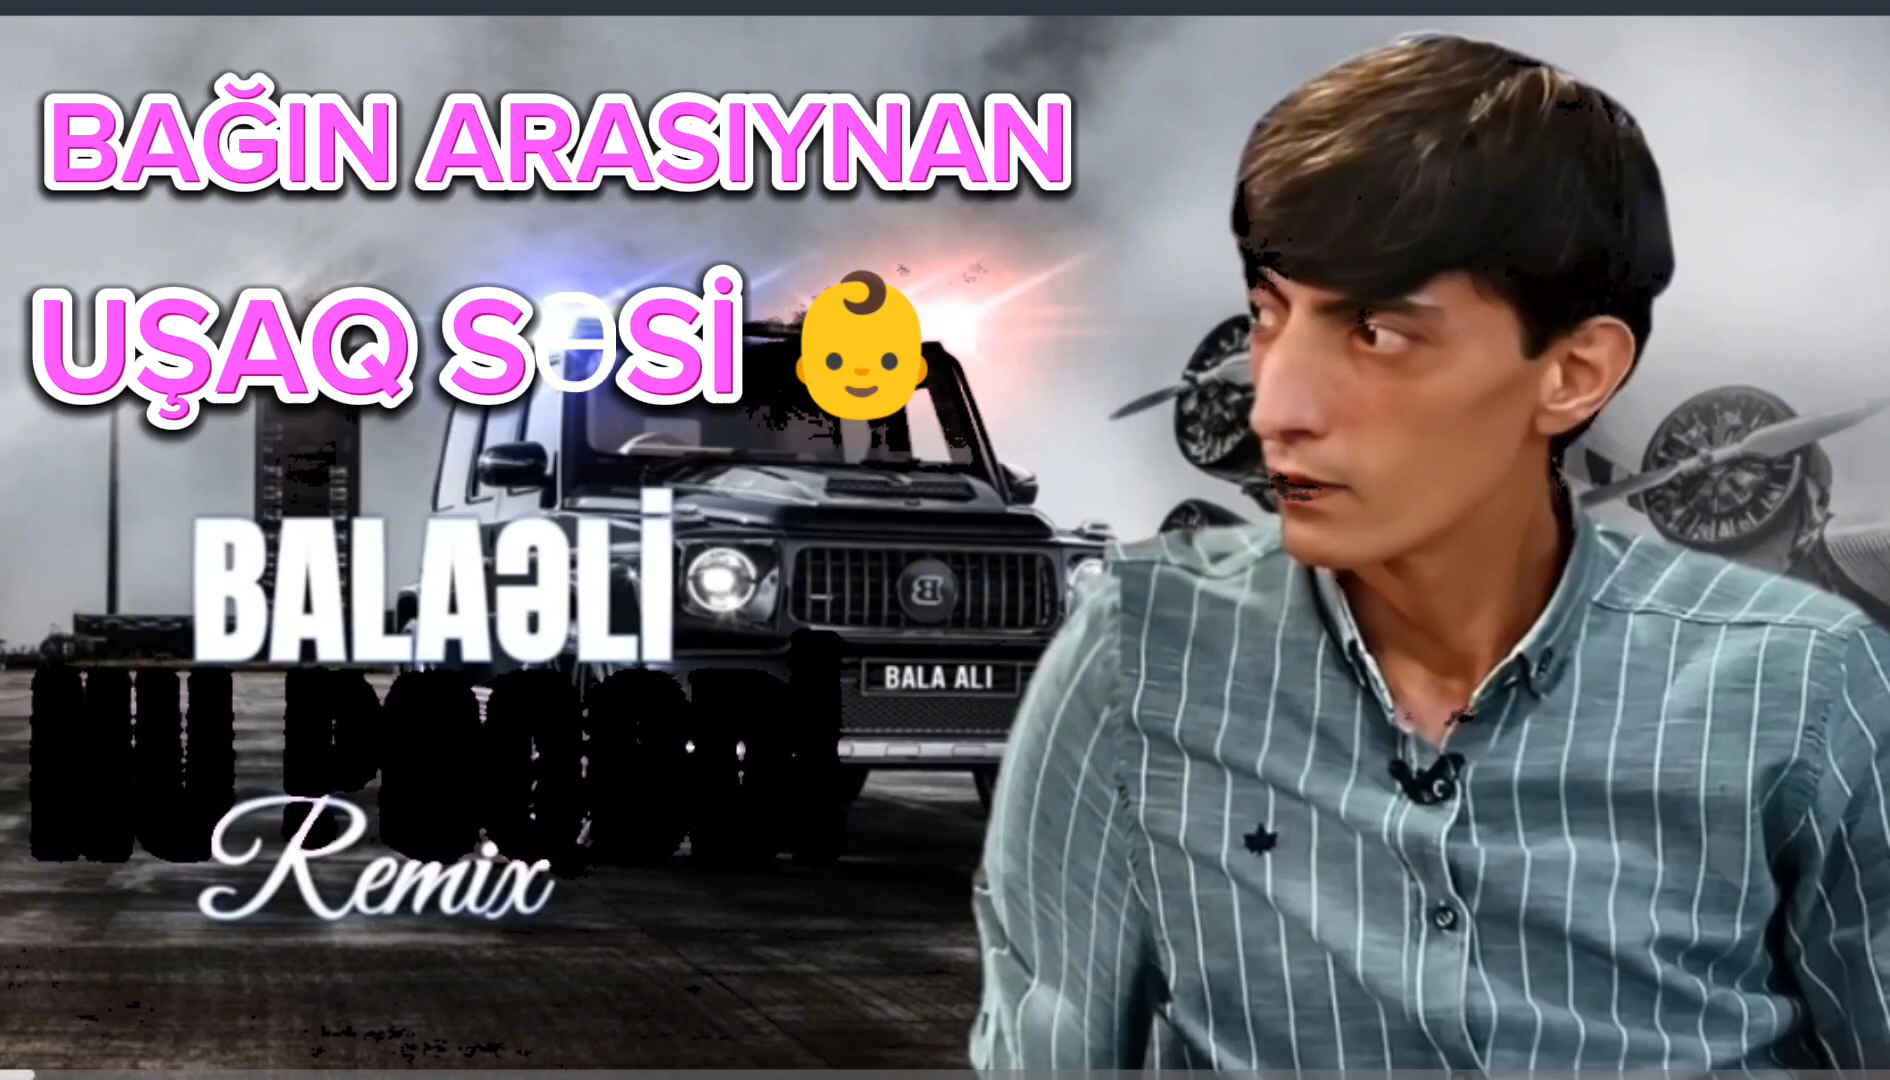 BAĞIN ARASIYNAN
UŞAQ SƏSİ
BALAƏLİ
BALA ALI
Remix